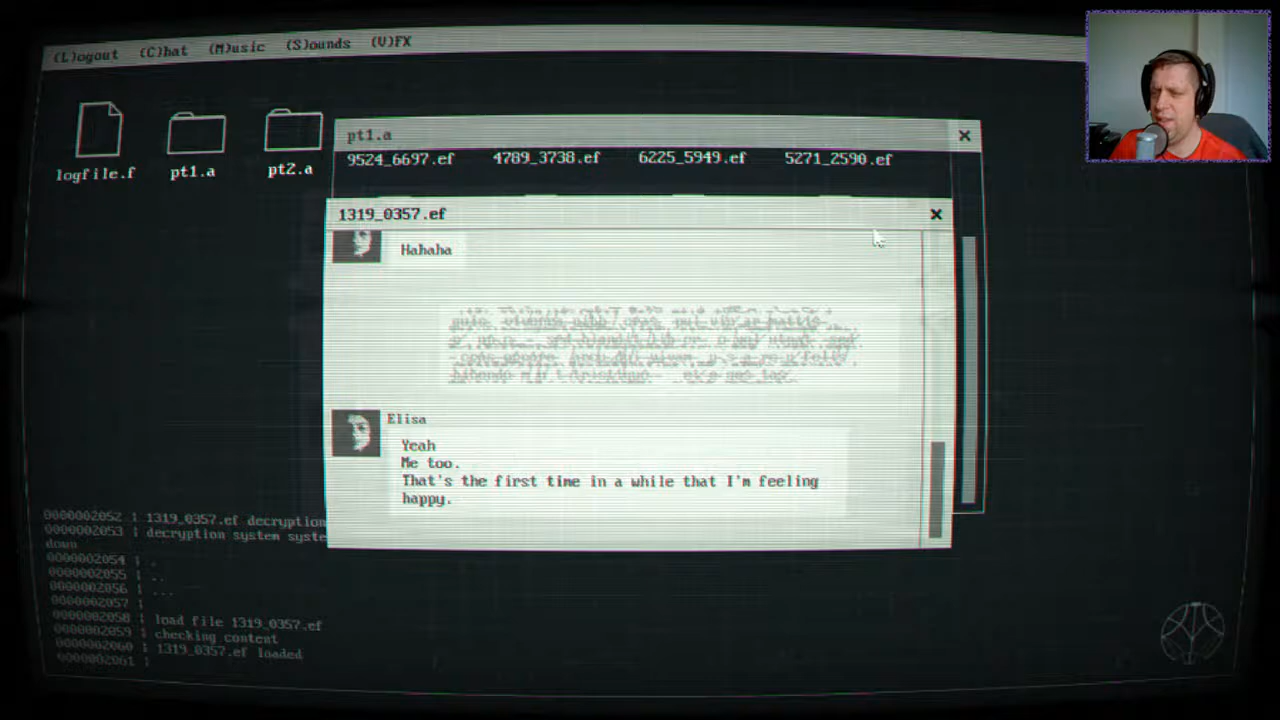 (L)ogout (C)hat (M)usic (S)ounds (V)FX
logfile.f
pt1.a
pt2.a
pt1.a
9524_6697.ef 4789_3738.ef 6225_5949.ef 5271_2590.ef
1319_0357.ef
Hahaha
Elisa
Yeah
Me too.
That's the first time in a while that I'm feeling
happy.
0000002052 | 1319_0357.ef decryption
0000002053 | decryption system syste
down
0000002054 | .
0000002055 | ..
0000002056 | ...
0000002057 |
0000002058 | load file 1319_0357.ef
0000002059 | checking content
0000002060 | 1319_0357.ef loaded
0000002061 |